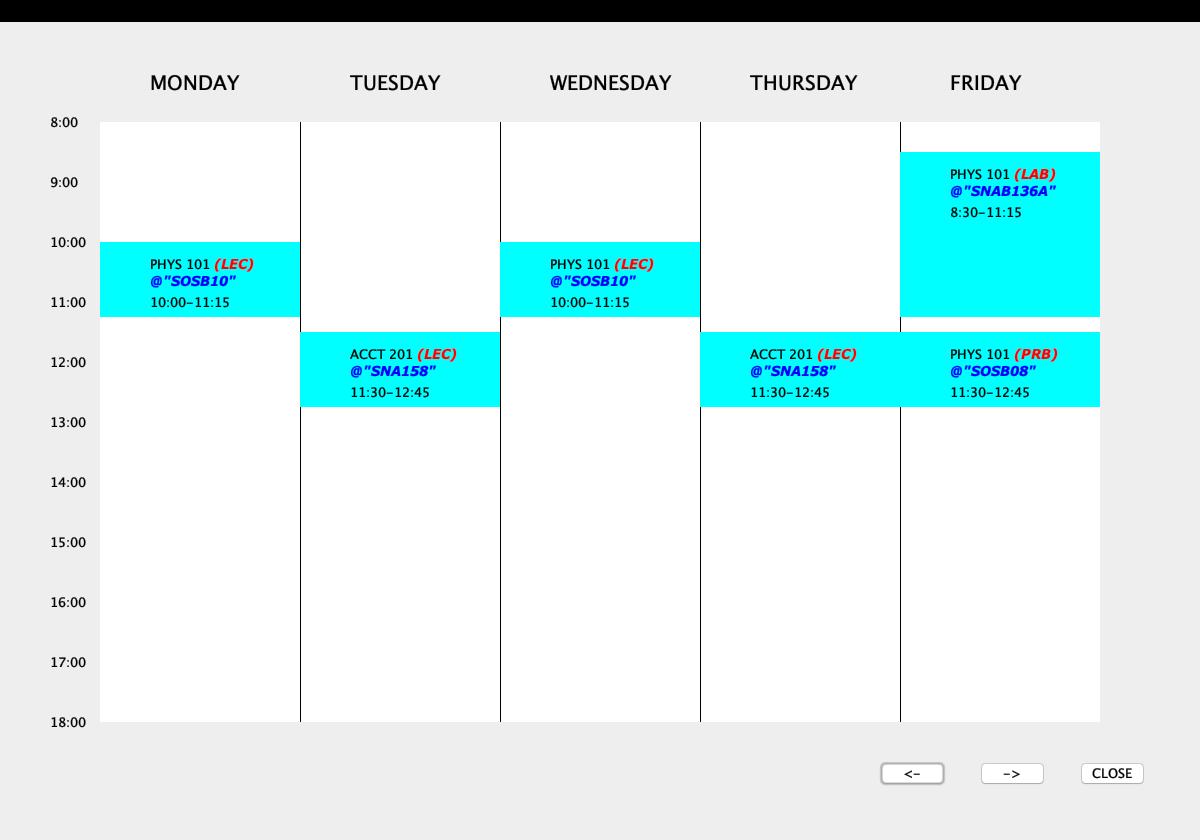 MONDAY TUESDAY WEDNESDAY THURSDAY FRIDAY
8:00
9:00
10:00
11:00
12:00
13:00
14:00
15:00
16:00
17:00
18:00
PHYS 101 (LEC)
@"SOSB10"
10:00-11:15
ACCT 201 (LEC)
@"SNA158"
11:30-12:45
PHYS 101 (LEC)
@"SOSB10"
10:00-11:15
ACCT 201 (LEC)
@"SNA158"
11:30-12:45
PHYS 101 (LAB)
@"SNAB136A"
8:30-11:15
PHYS 101 (PRB)
@"SOSB08"
11:30-12:45
<- -> CLOSE